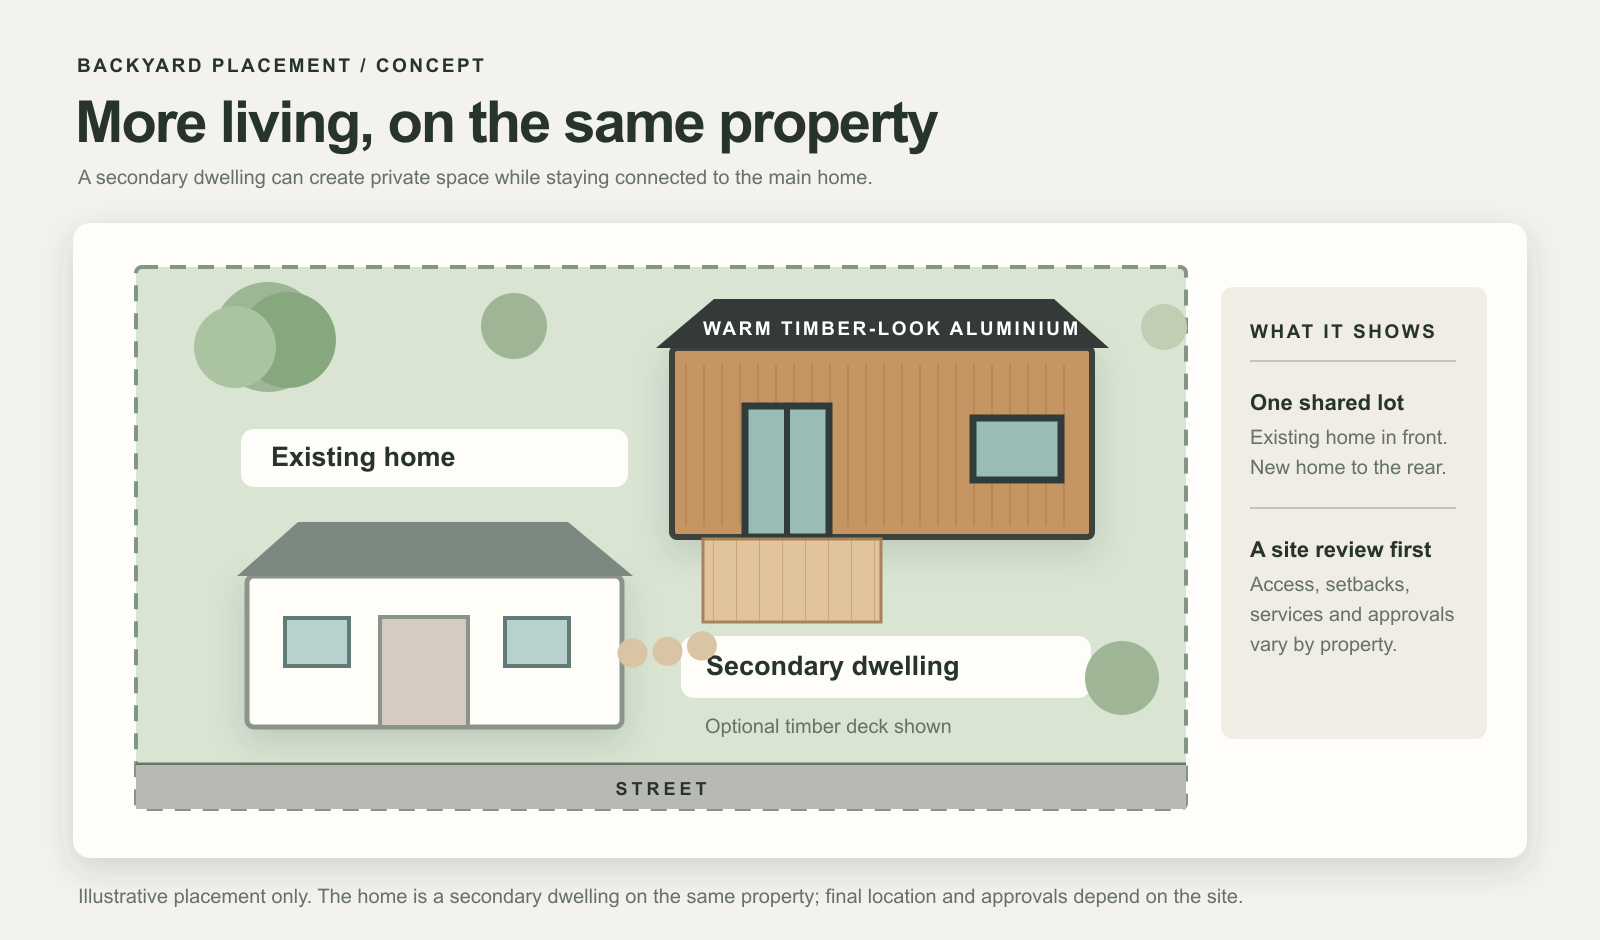 BACKYARD PLACEMENT / CONCEPT
More living, on the same property
A secondary dwelling can create private space while staying connected to the main home.
WARM TIMBER-LOOK ALUMINIUM
Existing home
Secondary dwelling
Optional timber deck shown
STREET
WHAT IT SHOWS
One shared lot
Existing home in front.
New home to the rear.
A site review first
Access, setbacks,
services and approvals
vary by property.
Illustrative placement only. The home is a secondary dwelling on the same property; final location and approvals depend on the site.